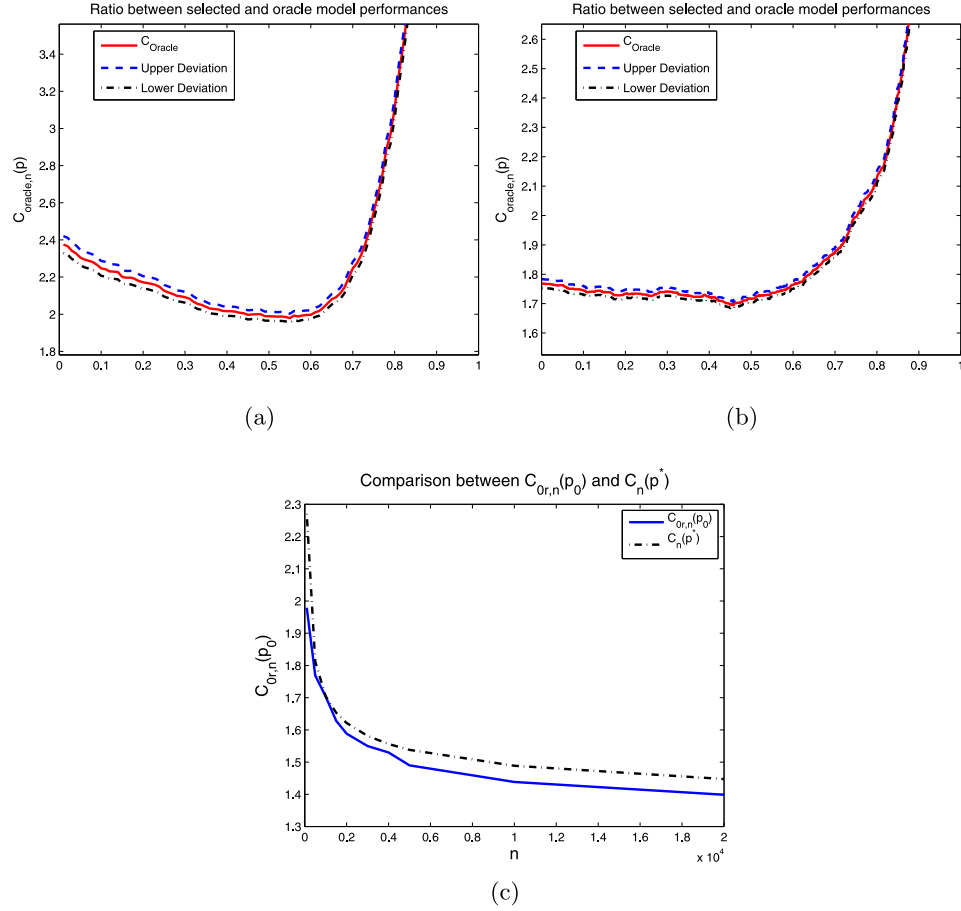 Ratio between selected and oracle model performances
C_Oracle
Upper Deviation
Lower Deviation
C_oracle,n(p)
3.4
3.2
3
2.8
2.6
2.4
2.2
2
1.8
0 0.1 0.2 0.3 0.4 0.5 0.6 0.7 0.8 0.9 1
(a)
Ratio between selected and oracle model performances
C_Oracle
Upper Deviation
Lower Deviation
C_oracle,n(p)
2.6
2.5
2.4
2.3
2.2
2.1
2
1.9
1.8
1.7
1.6
0 0.1 0.2 0.3 0.4 0.5 0.6 0.7 0.8 0.9 1
(b)
Comparison between C_0r,n(p_0) and C_n(p^*)
C_0r,n(p_0)
C_n(p^*)
C_0r,n(p_0)
2.3
2.2
2.1
2
1.9
1.8
1.7
1.6
1.5
1.4
1.3
0 0.2 0.4 0.6 0.8 1 1.2 1.4 1.6 1.8 2
x 10^4
n
(c)